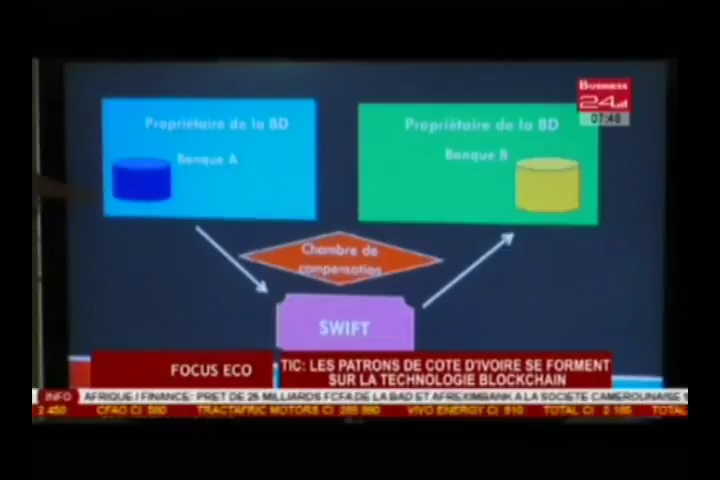 BUSINESS
24
07:48
Propriétaire de la BD
Banque A
Propriétaire de la BD
Banque B
Chambre de
compensation
SWIFT
FOCUS ECO
TIC: LES PATRONS DE COTE D'IVOIRE SE FORMENT
SUR LA TECHNOLOGIE BLOCKCHAIN
INFO
AFRIQUE / FINANCE: PRET DE 25 MILLIARDS FCFA DE LA BAD ET AFREXIMBANK A LA SOCIETE CAMEROUNAISE
CFAO CI TRACTAFRIC MOTORS CI VIVO ENERGY CI 910 TOTAL CI TOTAL